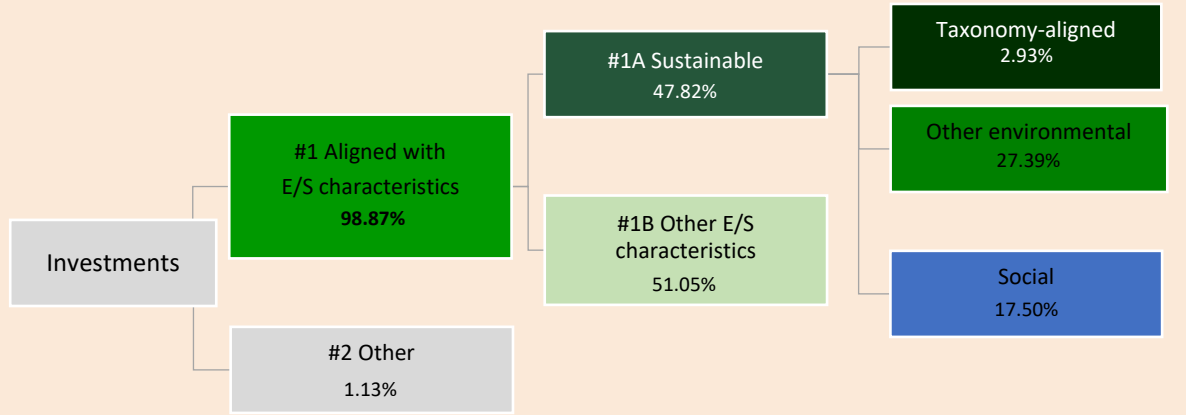 Investments
#1 Aligned with
E/S characteristics
98.87%
#2 Other
1.13%
#1A Sustainable
47.82%
#1B Other E/S
characteristics
51.05%
Taxonomy-aligned
2.93%
Other environmental
27.39%
Social
17.50%